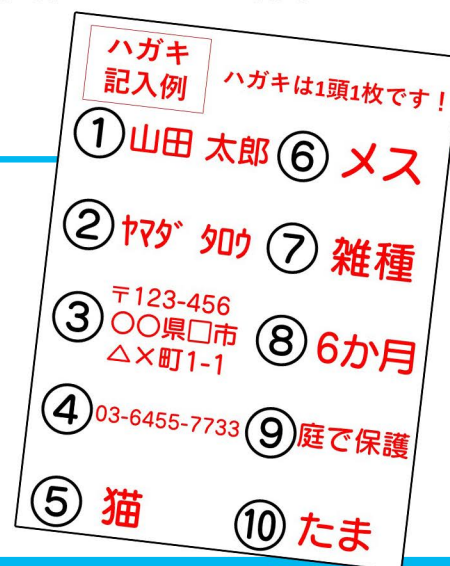 ハガキ
記入例
ハガキは1頭1枚です!
①山田 太郎
②ﾔﾏﾀﾞ ﾀﾛｳ
③〒123-456
〇〇県□市
△×町1-1
④03-6455-7733
⑤猫
⑥メス
⑦雑種
⑧6か月
⑨庭で保護
⑩たま